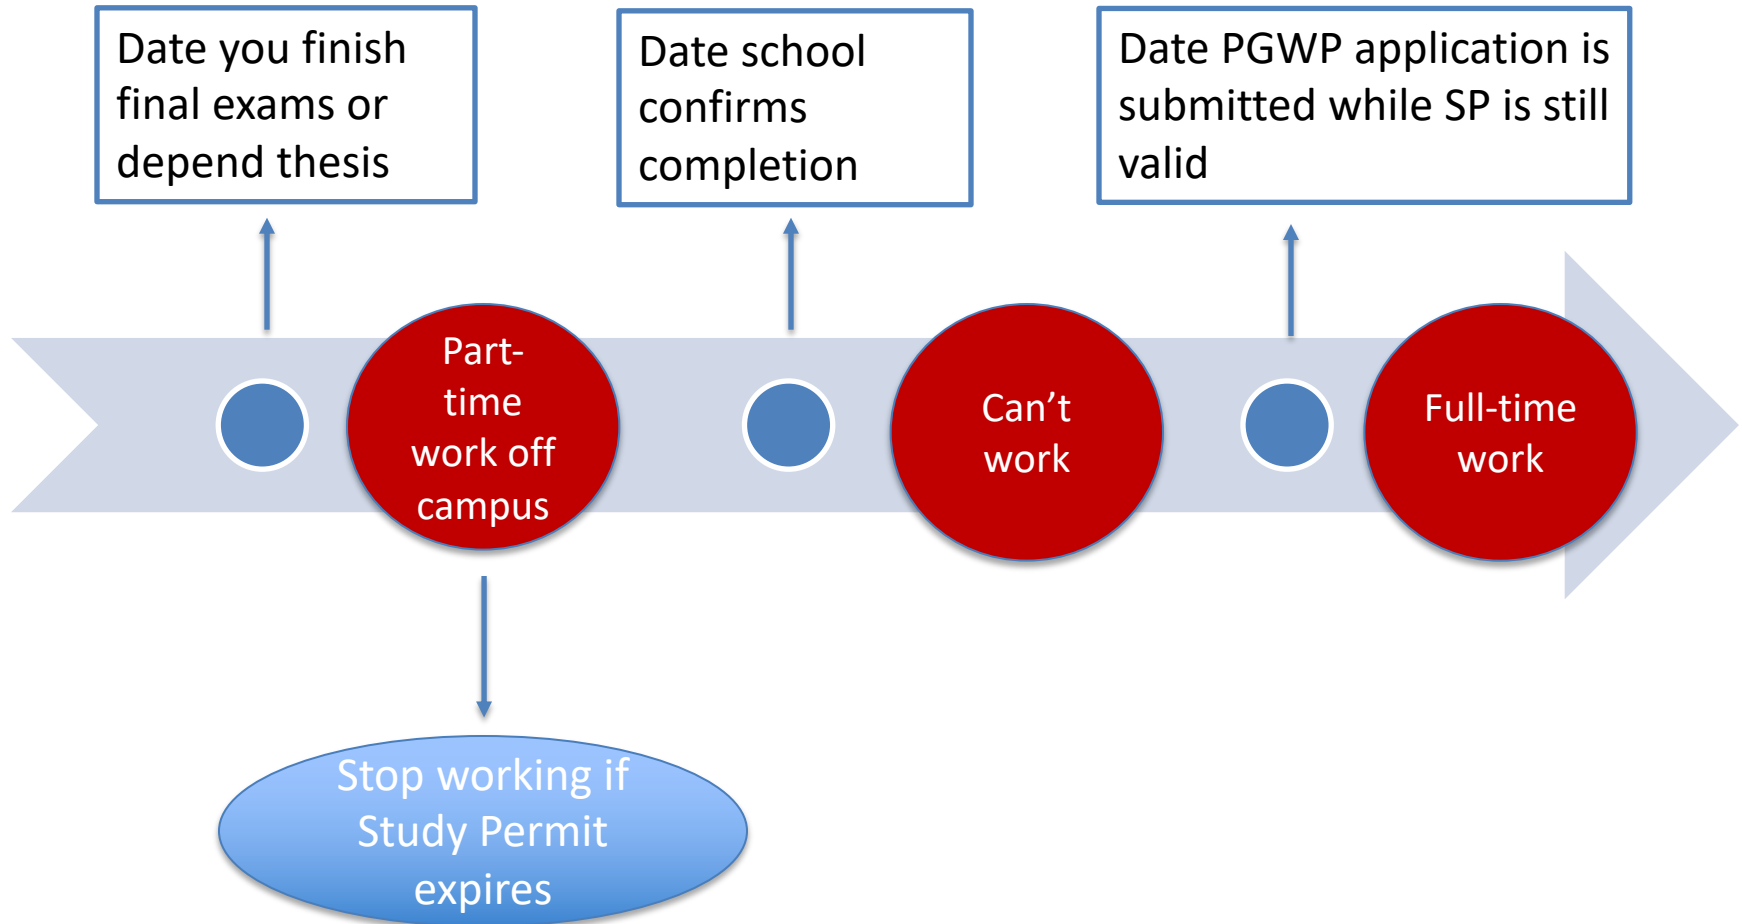 Date you finish
final exams or
depend thesis
Date school
confirms
completion
Date PGWP application is
submitted while SP is still
valid
Part-
time
work off
campus
Can’t
work
Full-time
work
Stop working if
Study Permit
expires